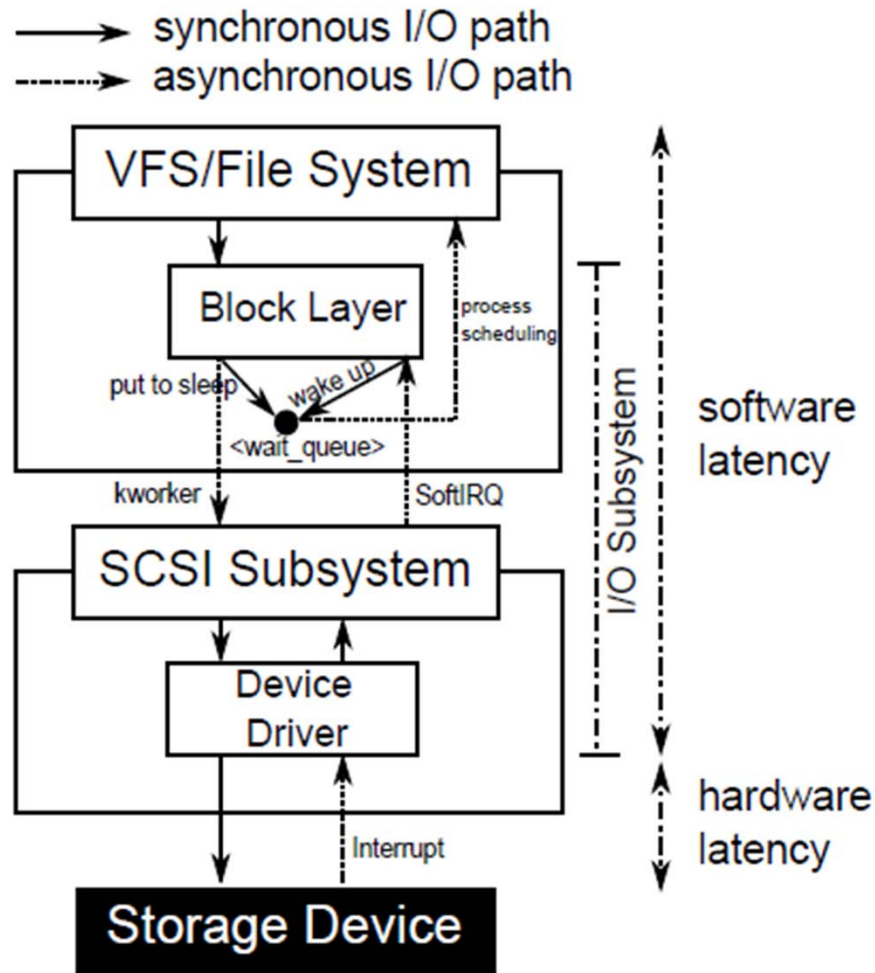 synchronous I/O path
asynchronous I/O path
VFS/File System
Block Layer
process
scheduling
put to sleep
wake up
<wait_queue>
kworker
SoftIRQ
SCSI Subsystem
Device
Driver
Interrupt
Storage Device
I/O Subsystem
software
latency
hardware
latency